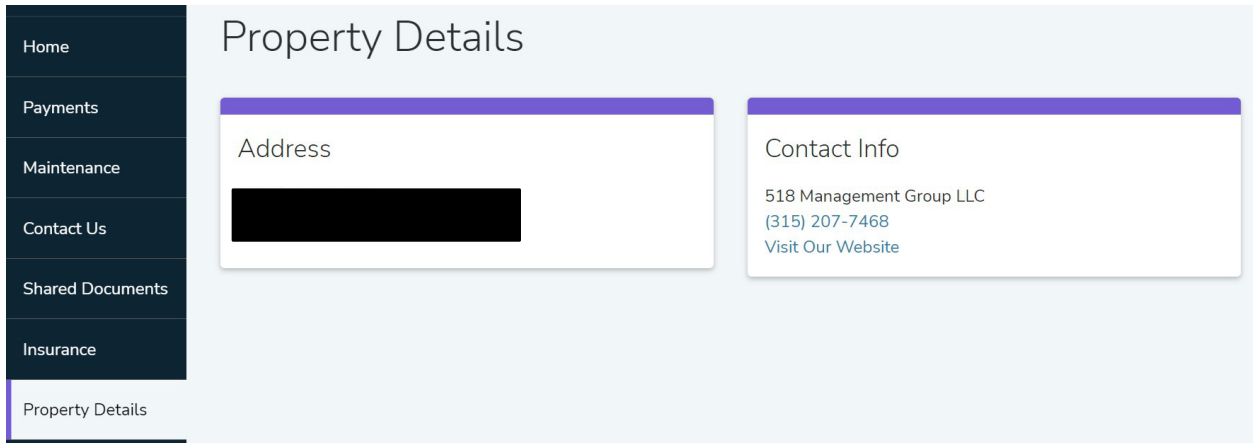 Home
Payments
Maintenance
Contact Us
Shared Documents
Insurance
Property Details
Property Details
Address
Contact Info
518 Management Group LLC
(315) 207-7468
Visit Our Website